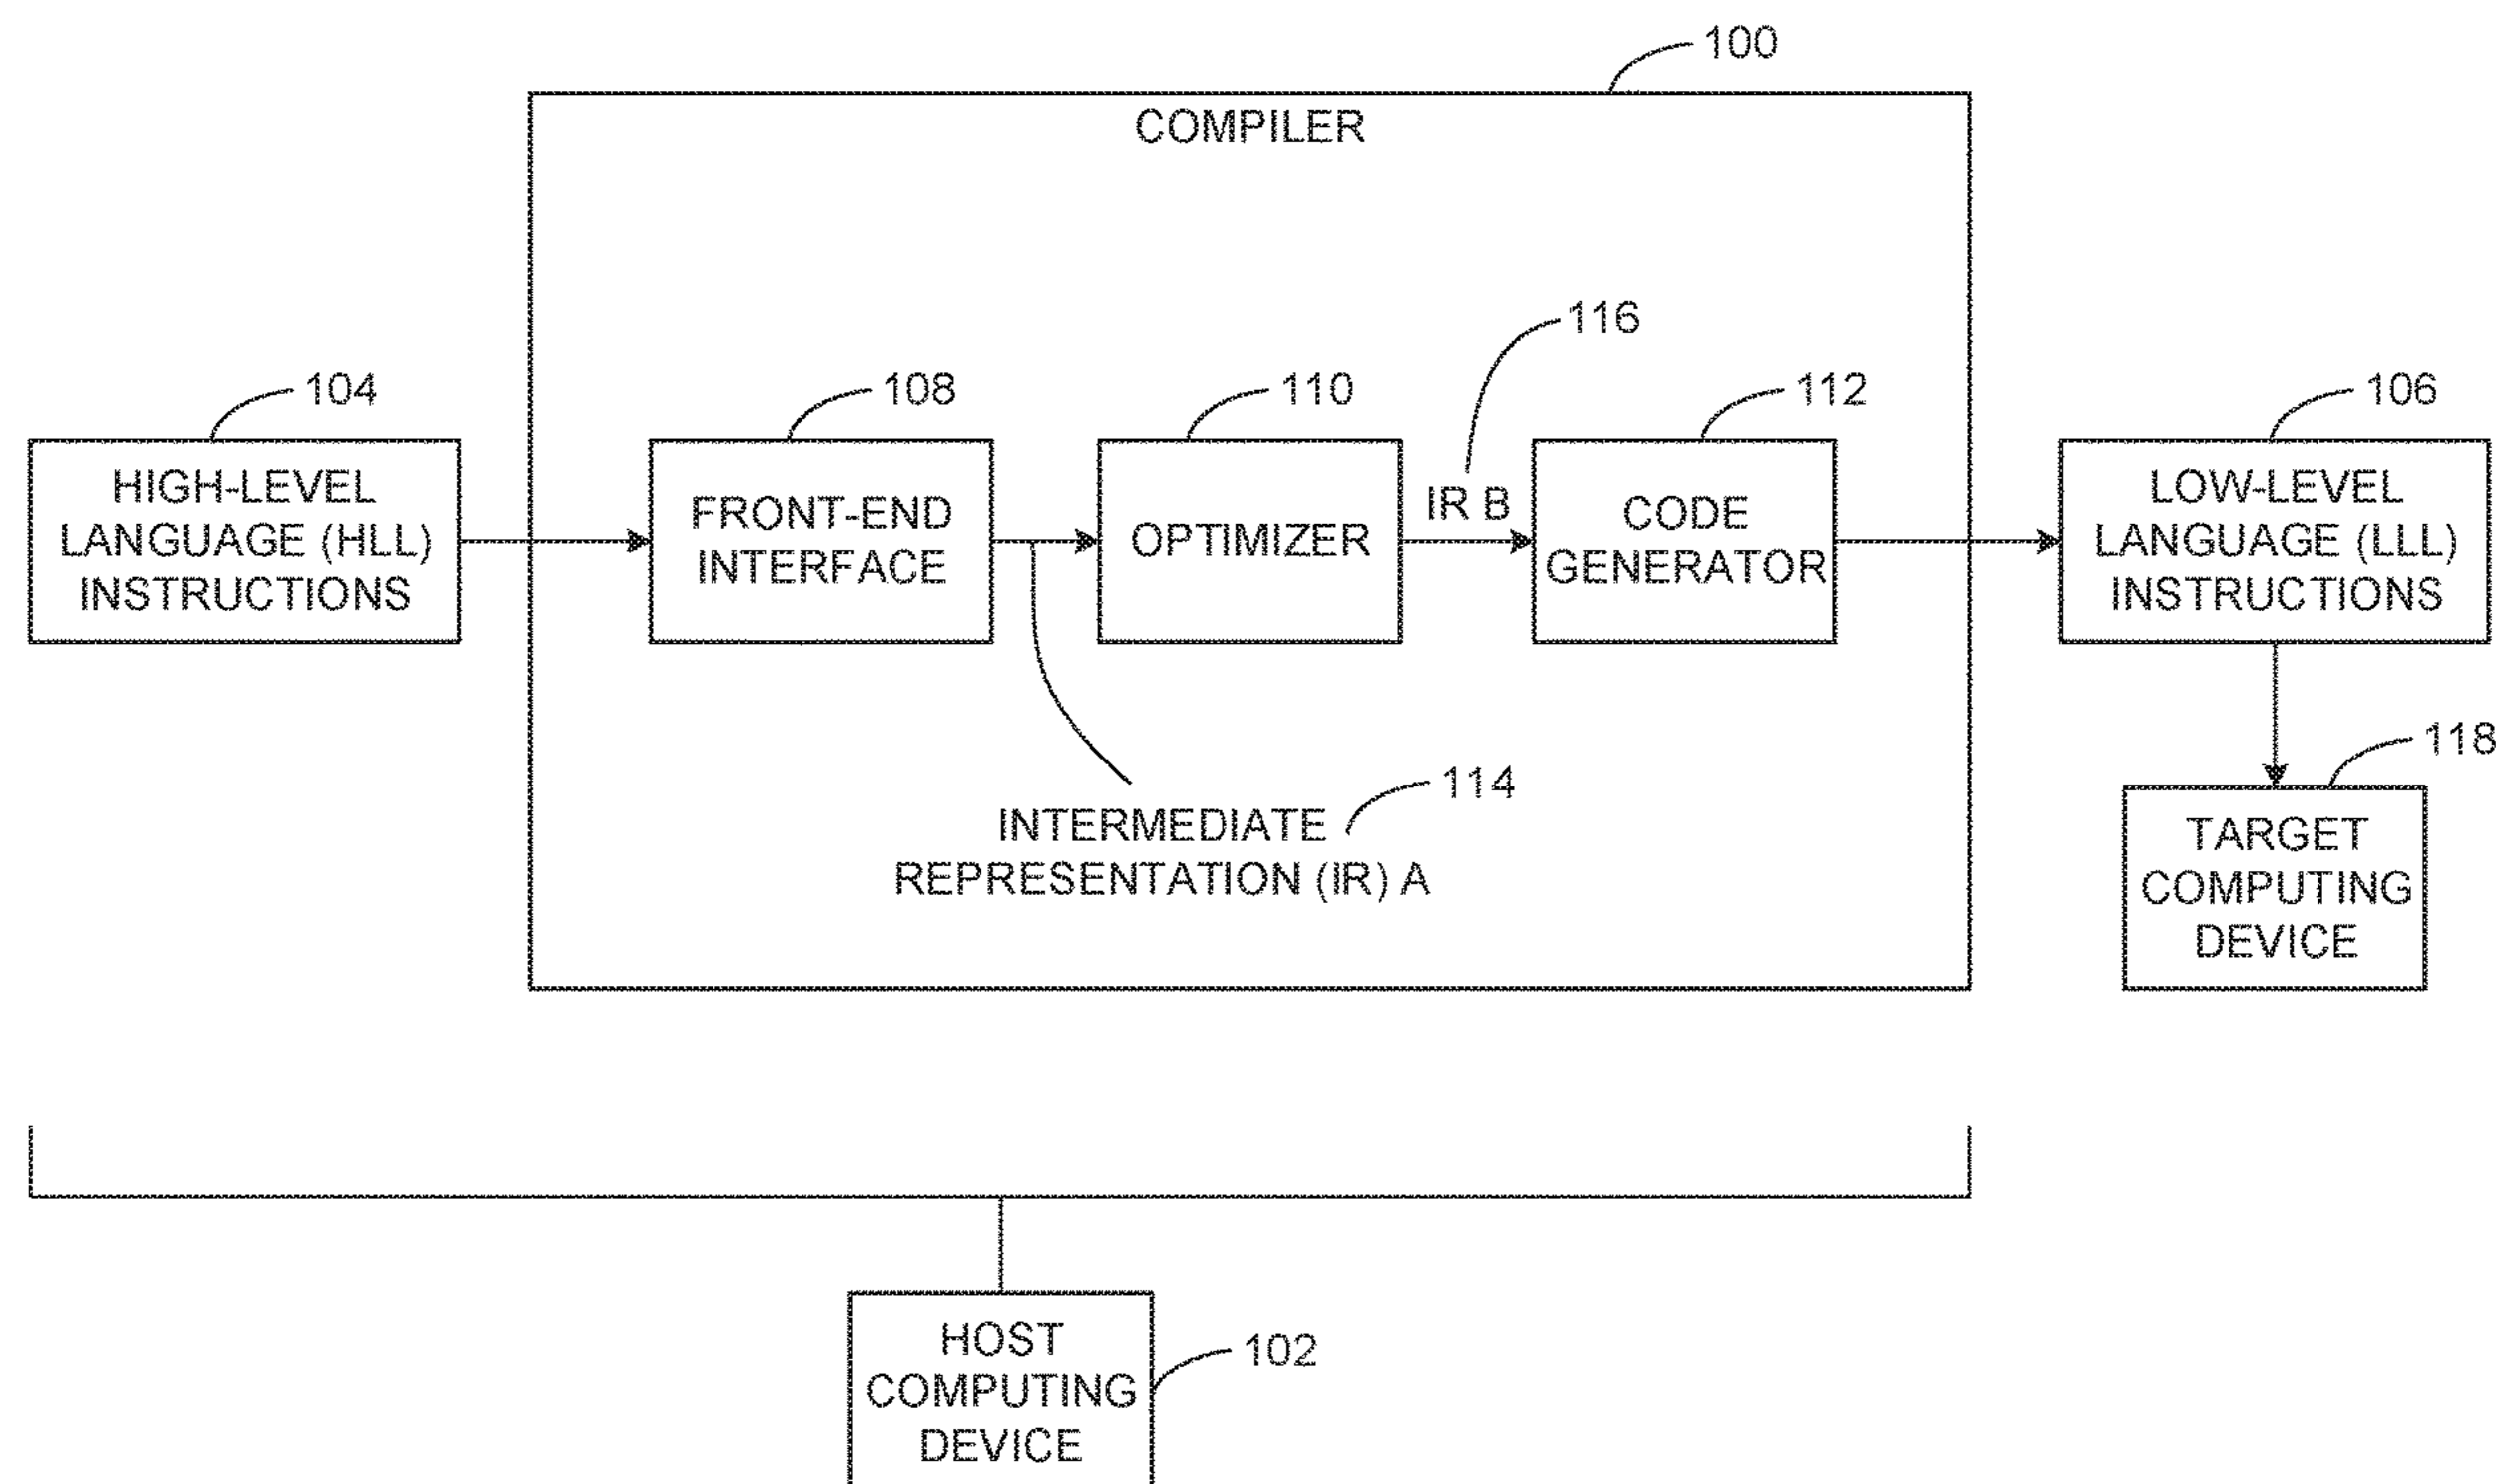 100
COMPILER
116
104
108
110
112
106
HIGH-LEVEL
LANGUAGE (HLL)
INSTRUCTIONS
FRONT-END
INTERFACE
OPTIMIZER
IR B
CODE
GENERATOR
LOW-LEVEL
LANGUAGE (LLL)
INSTRUCTIONS
118
114
INTERMEDIATE
REPRESENTATION (IR) A
TARGET
COMPUTING
DEVICE
HOST
COMPUTING
DEVICE
102